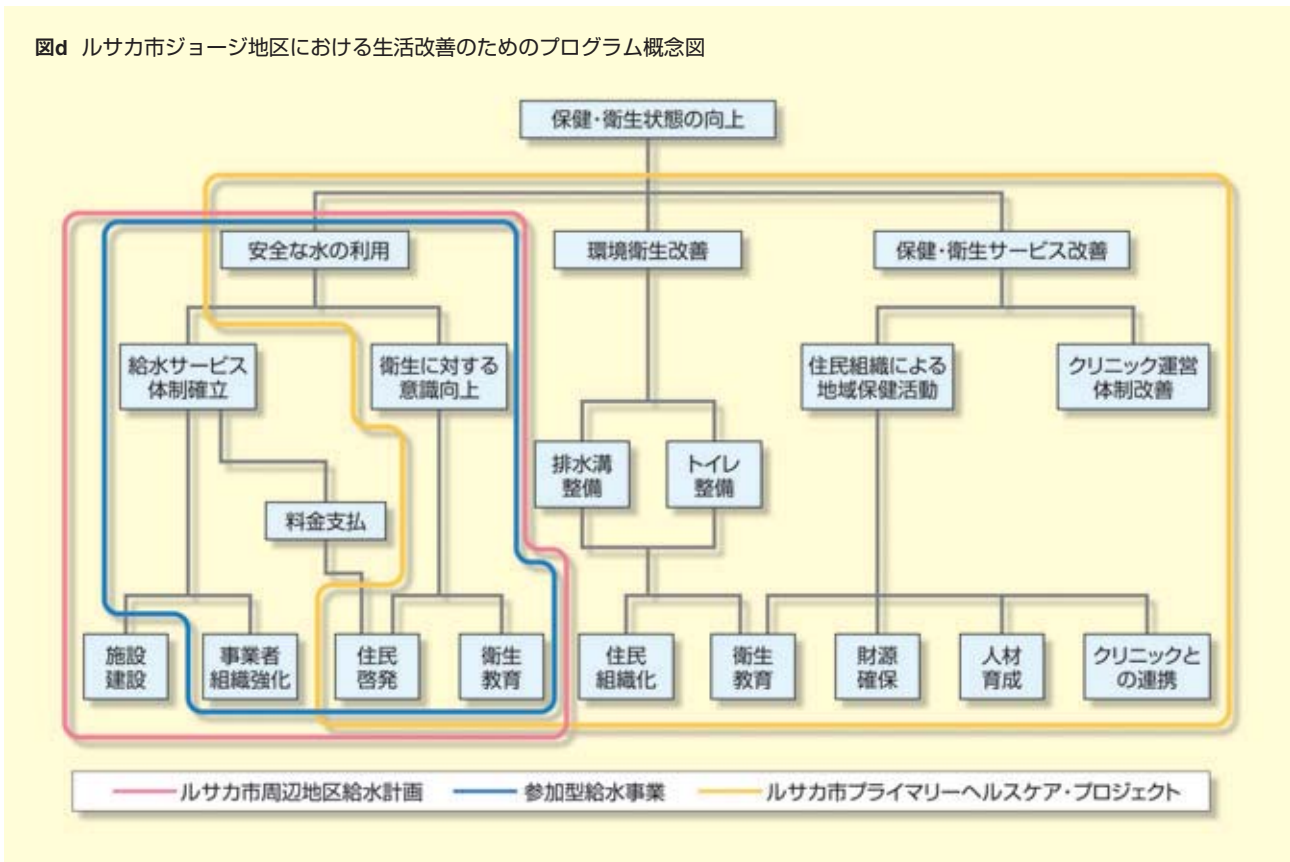 図d ルサカ市ジョージ地区における生活改善のためのプログラム概念図
保健・衛生状態の向上
安全な水の利用
環境衛生改善
保健・衛生サービス改善
給水サービス
体制確立
衛生に対する
意識向上
住民組織による
地域保健活動
クリニック運営
体制改善
排水溝
整備
トイレ
整備
料金支払
施設
建設
事業者
組織強化
住民
啓発
衛生
教育
住民
組織化
衛生
教育
財源
確保
人材
育成
クリニックと
の連携
ルサカ市周辺地区給水計画 参加型給水事業 ルサカ市プライマリーヘルスケア・プロジェクト